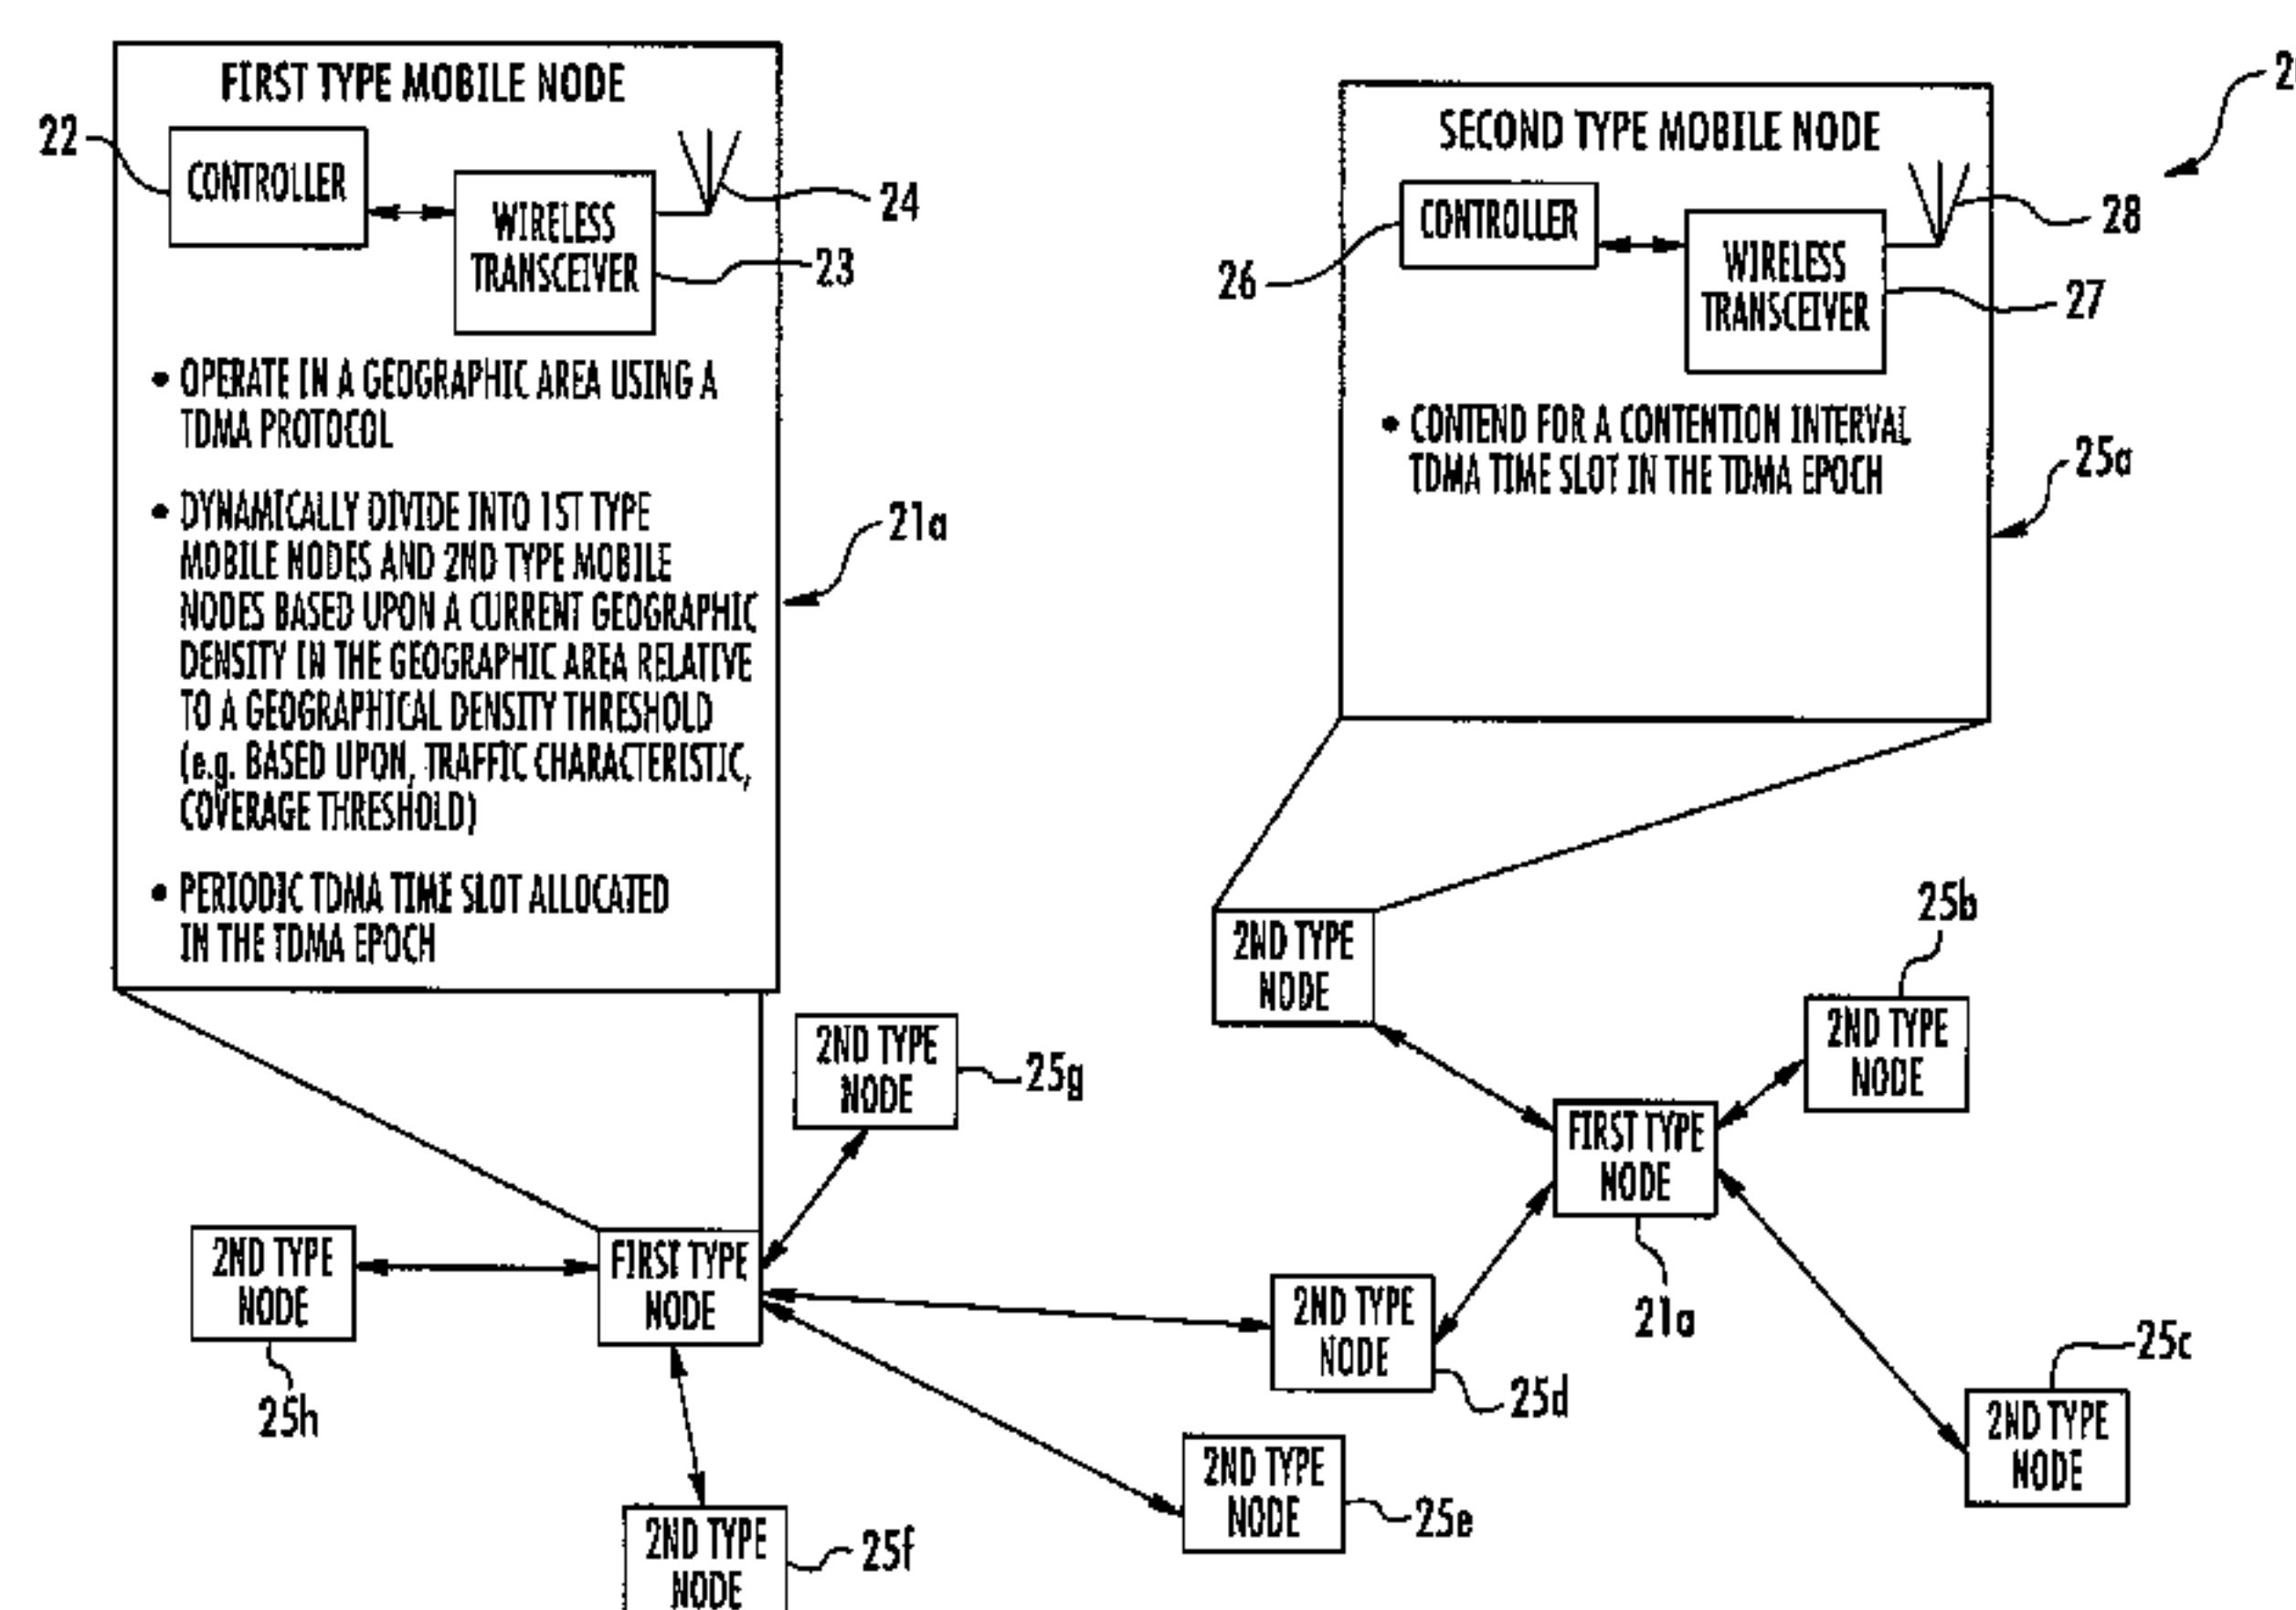 FIRST TYPE MOBILE NODE
22
CONTROLLER
WIRELESS
TRANSCEIVER
24
23
• OPERATE IN A GEOGRAPHIC AREA USING A
TDMA PROTOCOL
• DYNAMICALLY DIVIDE INTO 1ST TYPE
MOBILE NODES AND 2ND TYPE MOBILE
NODES BASED UPON A CURRENT GEOGRAPHIC
DENSITY IN THE GEOGRAPHIC AREA RELATIVE
TO A GEOGRAPHICAL DENSITY THRESHOLD
(e.g. BASED UPON, TRAFFIC CHARACTERISTIC,
COVERAGE THRESHOLD)
• PERIODIC TDMA TIME SLOT ALLOCATED
IN THE TDMA EPOCH
21a
SECOND TYPE MOBILE NODE
26
CONTROLLER
WIRELESS
TRANSCEIVER
28
27
• CONTEND FOR A CONTENTION INTERVAL
TDMA TIME SLOT IN THE TDMA EPOCH
25a
2ND TYPE
NODE
25b
2ND TYPE
NODE
2ND TYPE
NODE
25g
FIRST TYPE
NODE
21a
2ND TYPE
NODE
25h
FIRST TYPE
NODE
2ND TYPE
NODE
25d
25c
2ND TYPE
NODE
2ND TYPE
NODE
25e
2ND TYPE
NODE
25f